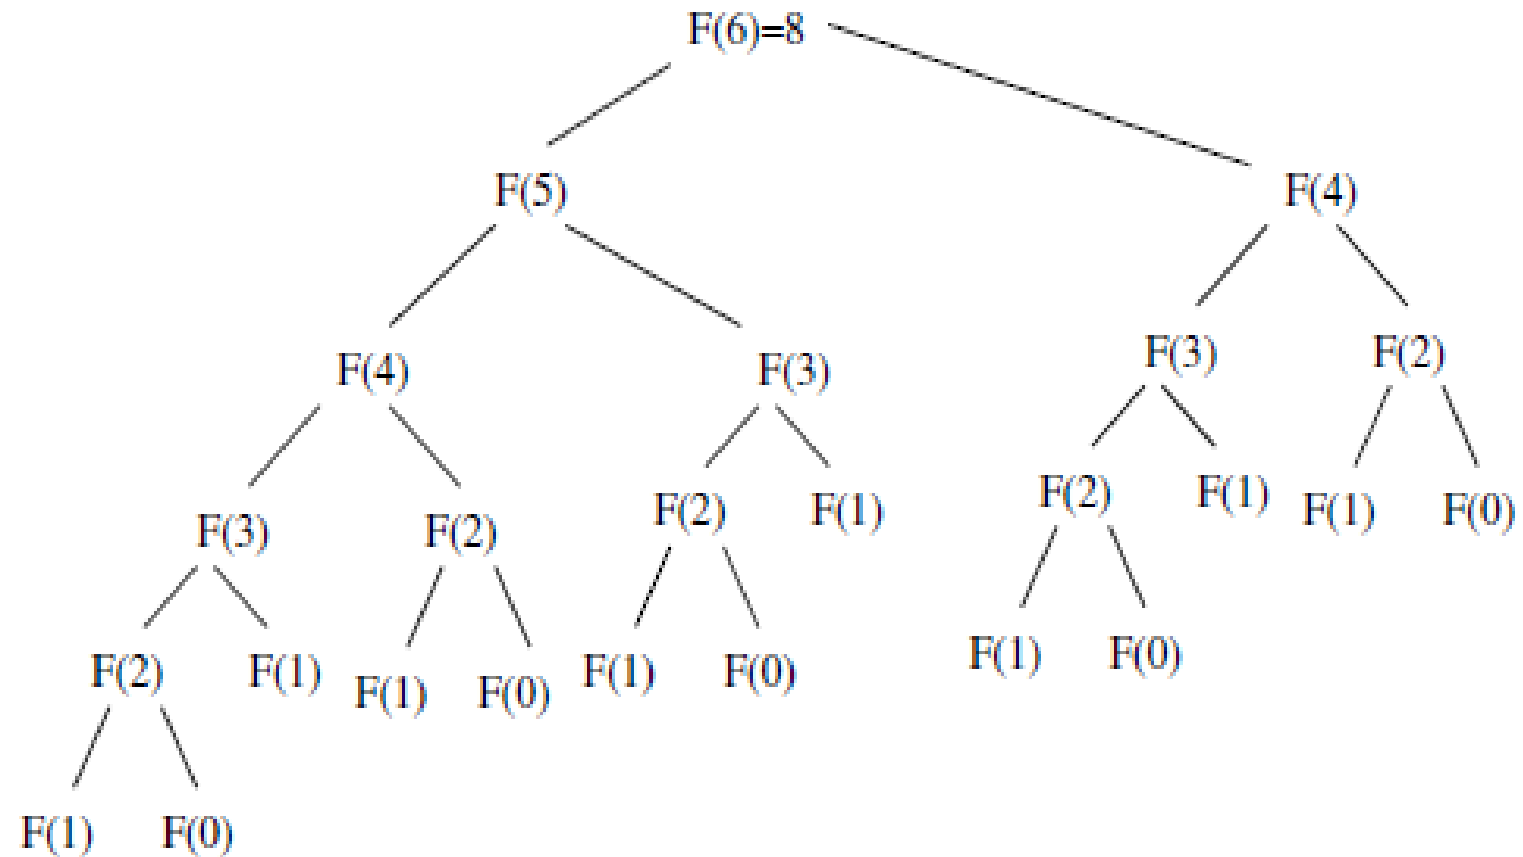 F(6)=8
F(5) F(4)
F(4) F(3) F(3) F(2)
F(3) F(2) F(2) F(1) F(2) F(1) F(1) F(0)
F(2) F(1) F(1) F(0) F(1) F(0) F(1) F(0)
F(1) F(0)